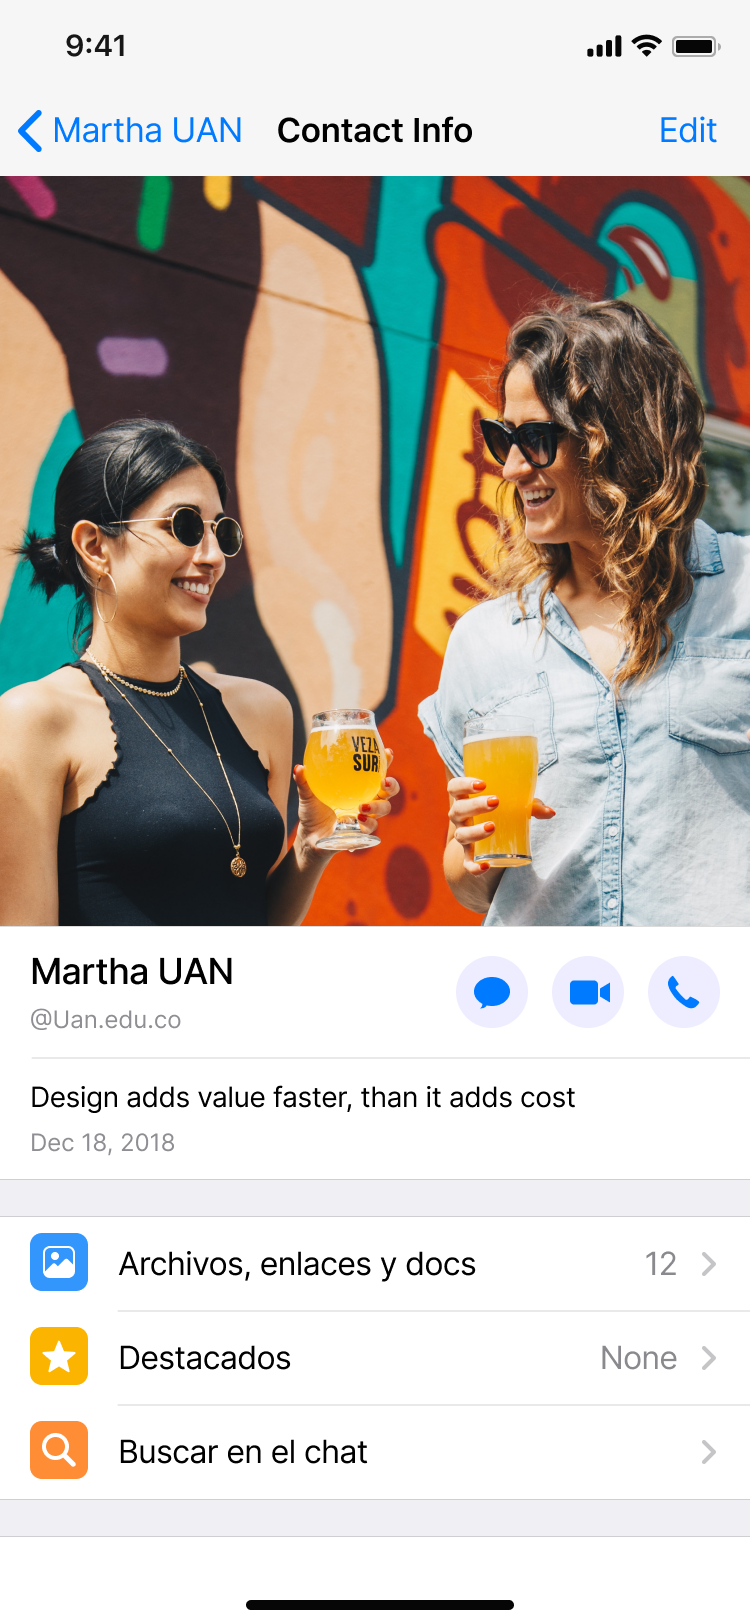 9:41
Martha UAN Contact Info Edit
VEZA
SUR
Martha UAN
@Uan.edu.co
Design adds value faster, than it adds cost
Dec 18, 2018
Archivos, enlaces y docs 12
Destacados None
Buscar en el chat